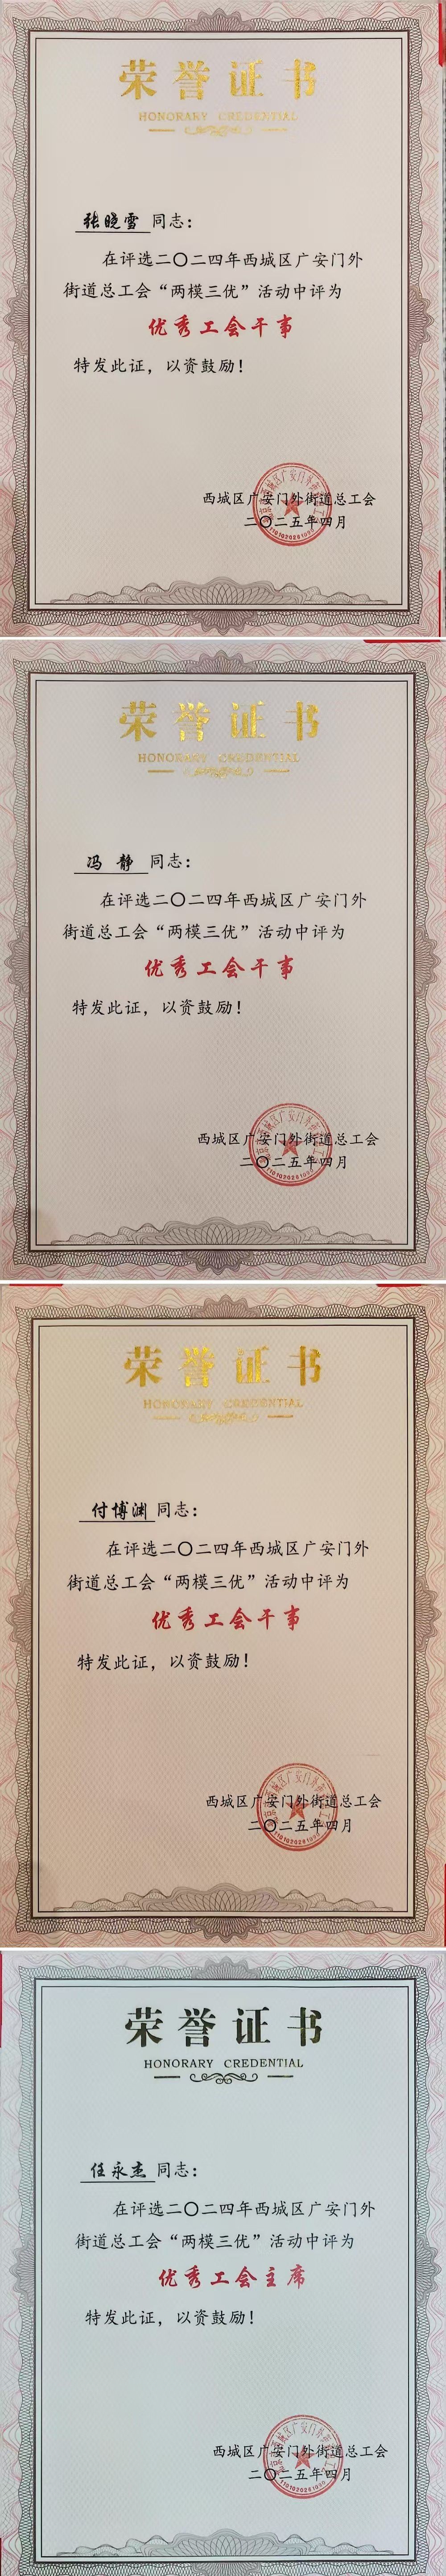 荣誉证书
HONORARY CREDENTIAL
张晓雪 同志：
在评选二〇二四年西城区广安门外
街道总工会“两模三优”活动中评为
优秀工会干事
特发此证，以资鼓励！
西城区广安门外街道总工会
二〇二五年四月
荣誉证书
HONORARY CREDENTIAL
冯 静 同志：
在评选二〇二四年西城区广安门外
街道总工会“两模三优”活动中评为
优秀工会干事
特发此证，以资鼓励！
西城区广安门外街道总工会
二〇二五年四月
荣誉证书
HONORARY CREDENTIAL
付博渊 同志：
在评选二〇二四年西城区广安门外
街道总工会“两模三优”活动中评为
优秀工会干事
特发此证，以资鼓励！
西城区广安门外街道总工会
二〇二五年四月
荣誉证书
HONORARY CREDENTIAL
任永杰 同志：
在评选二〇二四年西城区广安门外
街道总工会“两模三优”活动中评为
优秀工会主席
特发此证，以资鼓励！
西城区广安门外街道总工会
二〇二五年四月